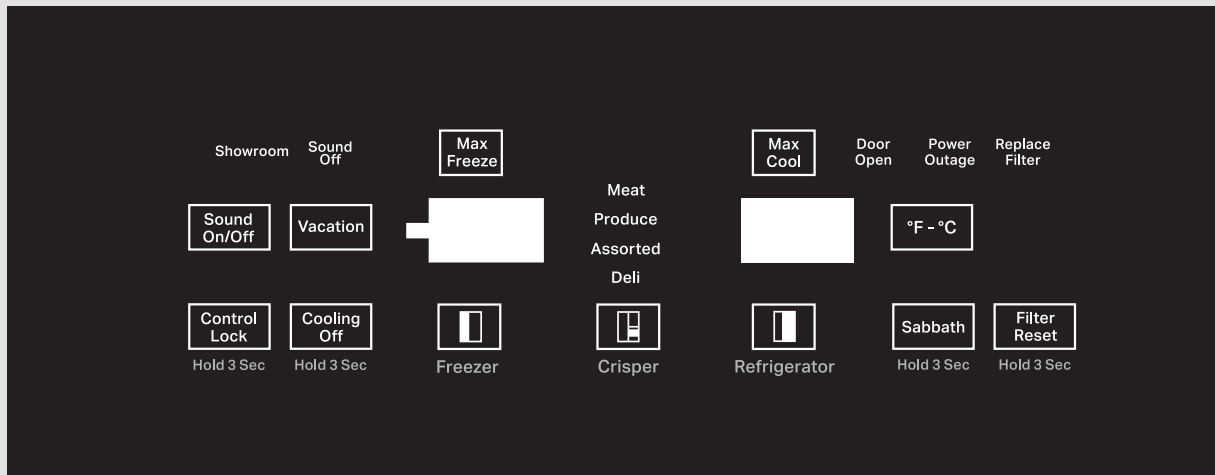 Showroom
Sound
Off
Max
Freeze
Max
Cool
Door
Open
Power
Outage
Replace
Filter
Meat
Produce
Assorted
Deli
Sound
On/Off
Vacation
°F - °C
Control
Lock
Hold 3 Sec
Cooling
Off
Hold 3 Sec
Freezer
Crisper
Refrigerator
Sabbath
Hold 3 Sec
Filter
Reset
Hold 3 Sec